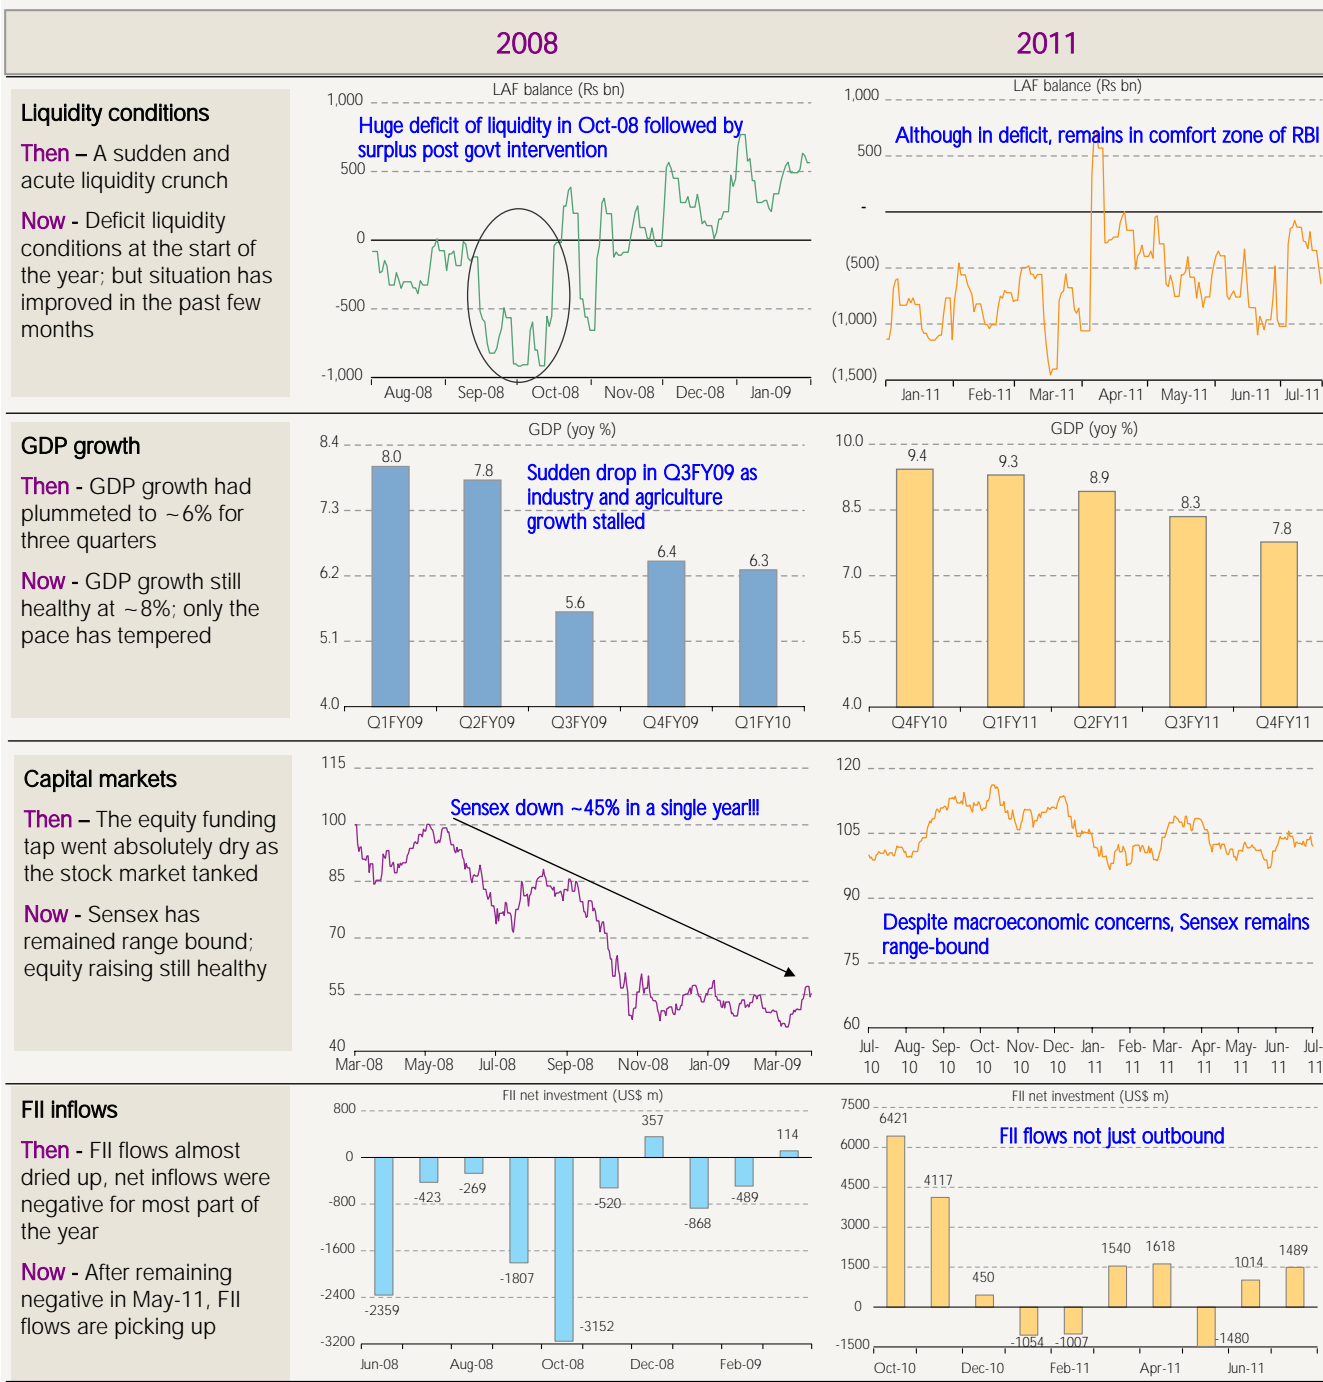 2008
2011
Liquidity conditions
Then – A sudden and
acute liquidity crunch
Now - Deficit liquidity
conditions at the start of
the year; but situation has
improved in the past few
months
LAF balance (Rs bn)
Huge deficit of liquidity in Oct-08 followed by
surplus post govt intervention
1,000
500
0
-500
-1,000
Aug-08 Sep-08 Oct-08 Nov-08 Dec-08 Jan-09
LAF balance (Rs bn)
Although in deficit, remains in comfort zone of RBI
1,000
500
-
(500)
(1,000)
(1,500)
Jan-11 Feb-11 Mar-11 Apr-11 May-11 Jun-11 Jul-11
GDP growth
Then - GDP growth had
plummeted to ~6% for
three quarters
Now - GDP growth still
healthy at ~8%; only the
pace has tempered
GDP (yoy %)
Sudden drop in Q3FY09 as
industry and agriculture
growth stalled
8.4
7.3
6.2
5.1
4.0
8.0 7.8 5.6 6.4 6.3
Q1FY09 Q2FY09 Q3FY09 Q4FY09 Q1FY10
GDP (yoy %)
10.0
8.5
7.0
5.5
4.0
9.4 9.3 8.9 8.3 7.8
Q4FY10 Q1FY11 Q2FY11 Q3FY11 Q4FY11
Capital markets
Then – The equity funding
tap went absolutely dry as
the stock market tanked
Now - Sensex has
remained range bound;
equity raising still healthy
Sensex down ~45% in a single year!!!
115
100
85
70
55
40
Mar-08 May-08 Jul-08 Sep-08 Nov-08 Jan-09 Mar-09
120
105
90
75
60
Despite macroeconomic concerns, Sensex remains
range-bound
Jul- Aug- Sep- Oct- Nov- Dec- Jan- Feb- Mar- Apr- May- Jun- Jul-
10 10 10 10 10 10 11 11 11 11 11 11 11
FII inflows
Then - FII flows almost
dried up, net inflows were
negative for most part of
the year
Now - After remaining
negative in May-11, FII
flows are picking up
FII net investment (US$ m)
800
0
-800
-1600
-2400
-3200
-2359 -423 -269 -1807 -3152 -520 357 -868 -489 114
Jun-08 Aug-08 Oct-08 Dec-08 Feb-09
FII net investment (US$ m)
FII flows not just outbound
7500
6000
4500
3000
1500
0
-1500
6421 4117 450 -1054 -1007 1540 1618 -1480 1014 1489
Oct-10 Dec-10 Feb-11 Apr-11 Jun-11